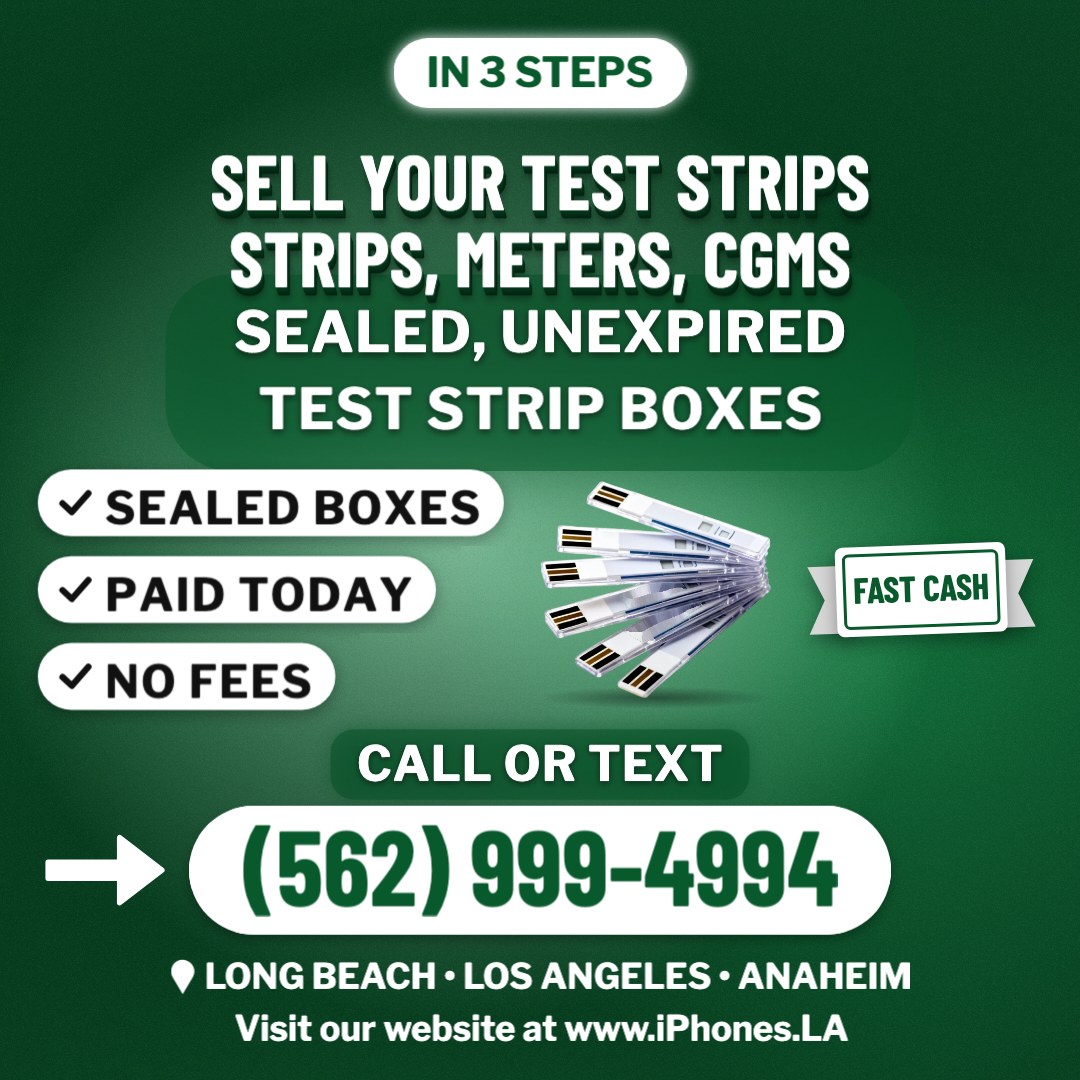 IN 3 STEPS
SELL YOUR TEST STRIPS
STRIPS, METERS, CGMS
SEALED, UNEXPIRED
TEST STRIP BOXES
✓ SEALED BOXES
✓ PAID TODAY
✓ NO FEES
FAST CASH
CALL OR TEXT
(562) 999-4994
LONG BEACH • LOS ANGELES • ANAHEIM
Visit our website at www.iPhones.LA